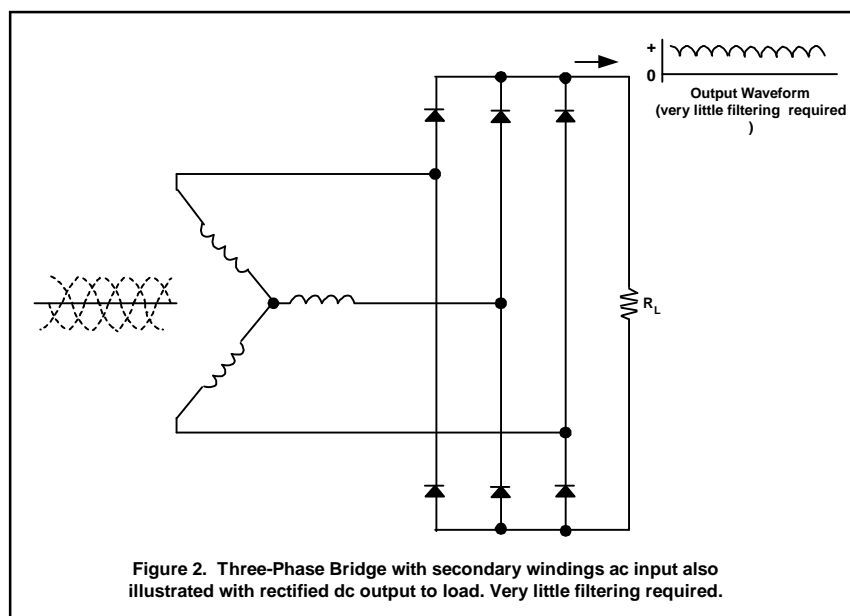 +
0
Output Waveform
(very little filtering required
)
R L
Figure 2. Three-Phase Bridge with secondary windings ac input also
illustrated with rectified dc output to load. Very little filtering required.